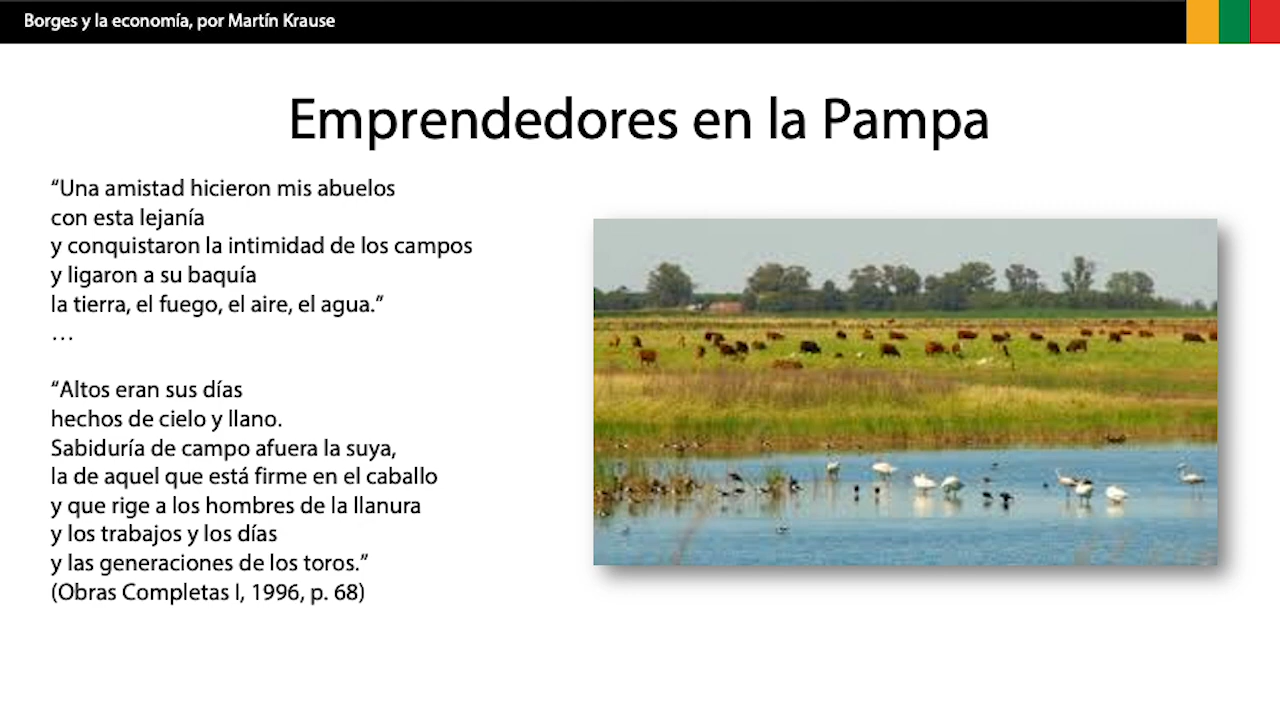 Borges y la economía, por Martín Krause
Emprendedores en la Pampa
“Una amistad hicieron mis abuelos
con esta lejanía
y conquistaron la intimidad de los campos
y ligaron a su baquía
la tierra, el fuego, el aire, el agua.”
…
“Altos eran sus días
hechos de cielo y llano.
Sabiduría de campo afuera la suya,
la de aquel que está firme en el caballo
y que rige a los hombres de la llanura
y los trabajos y los días
y las generaciones de los toros.”
(Obras Completas I, 1996, p. 68)